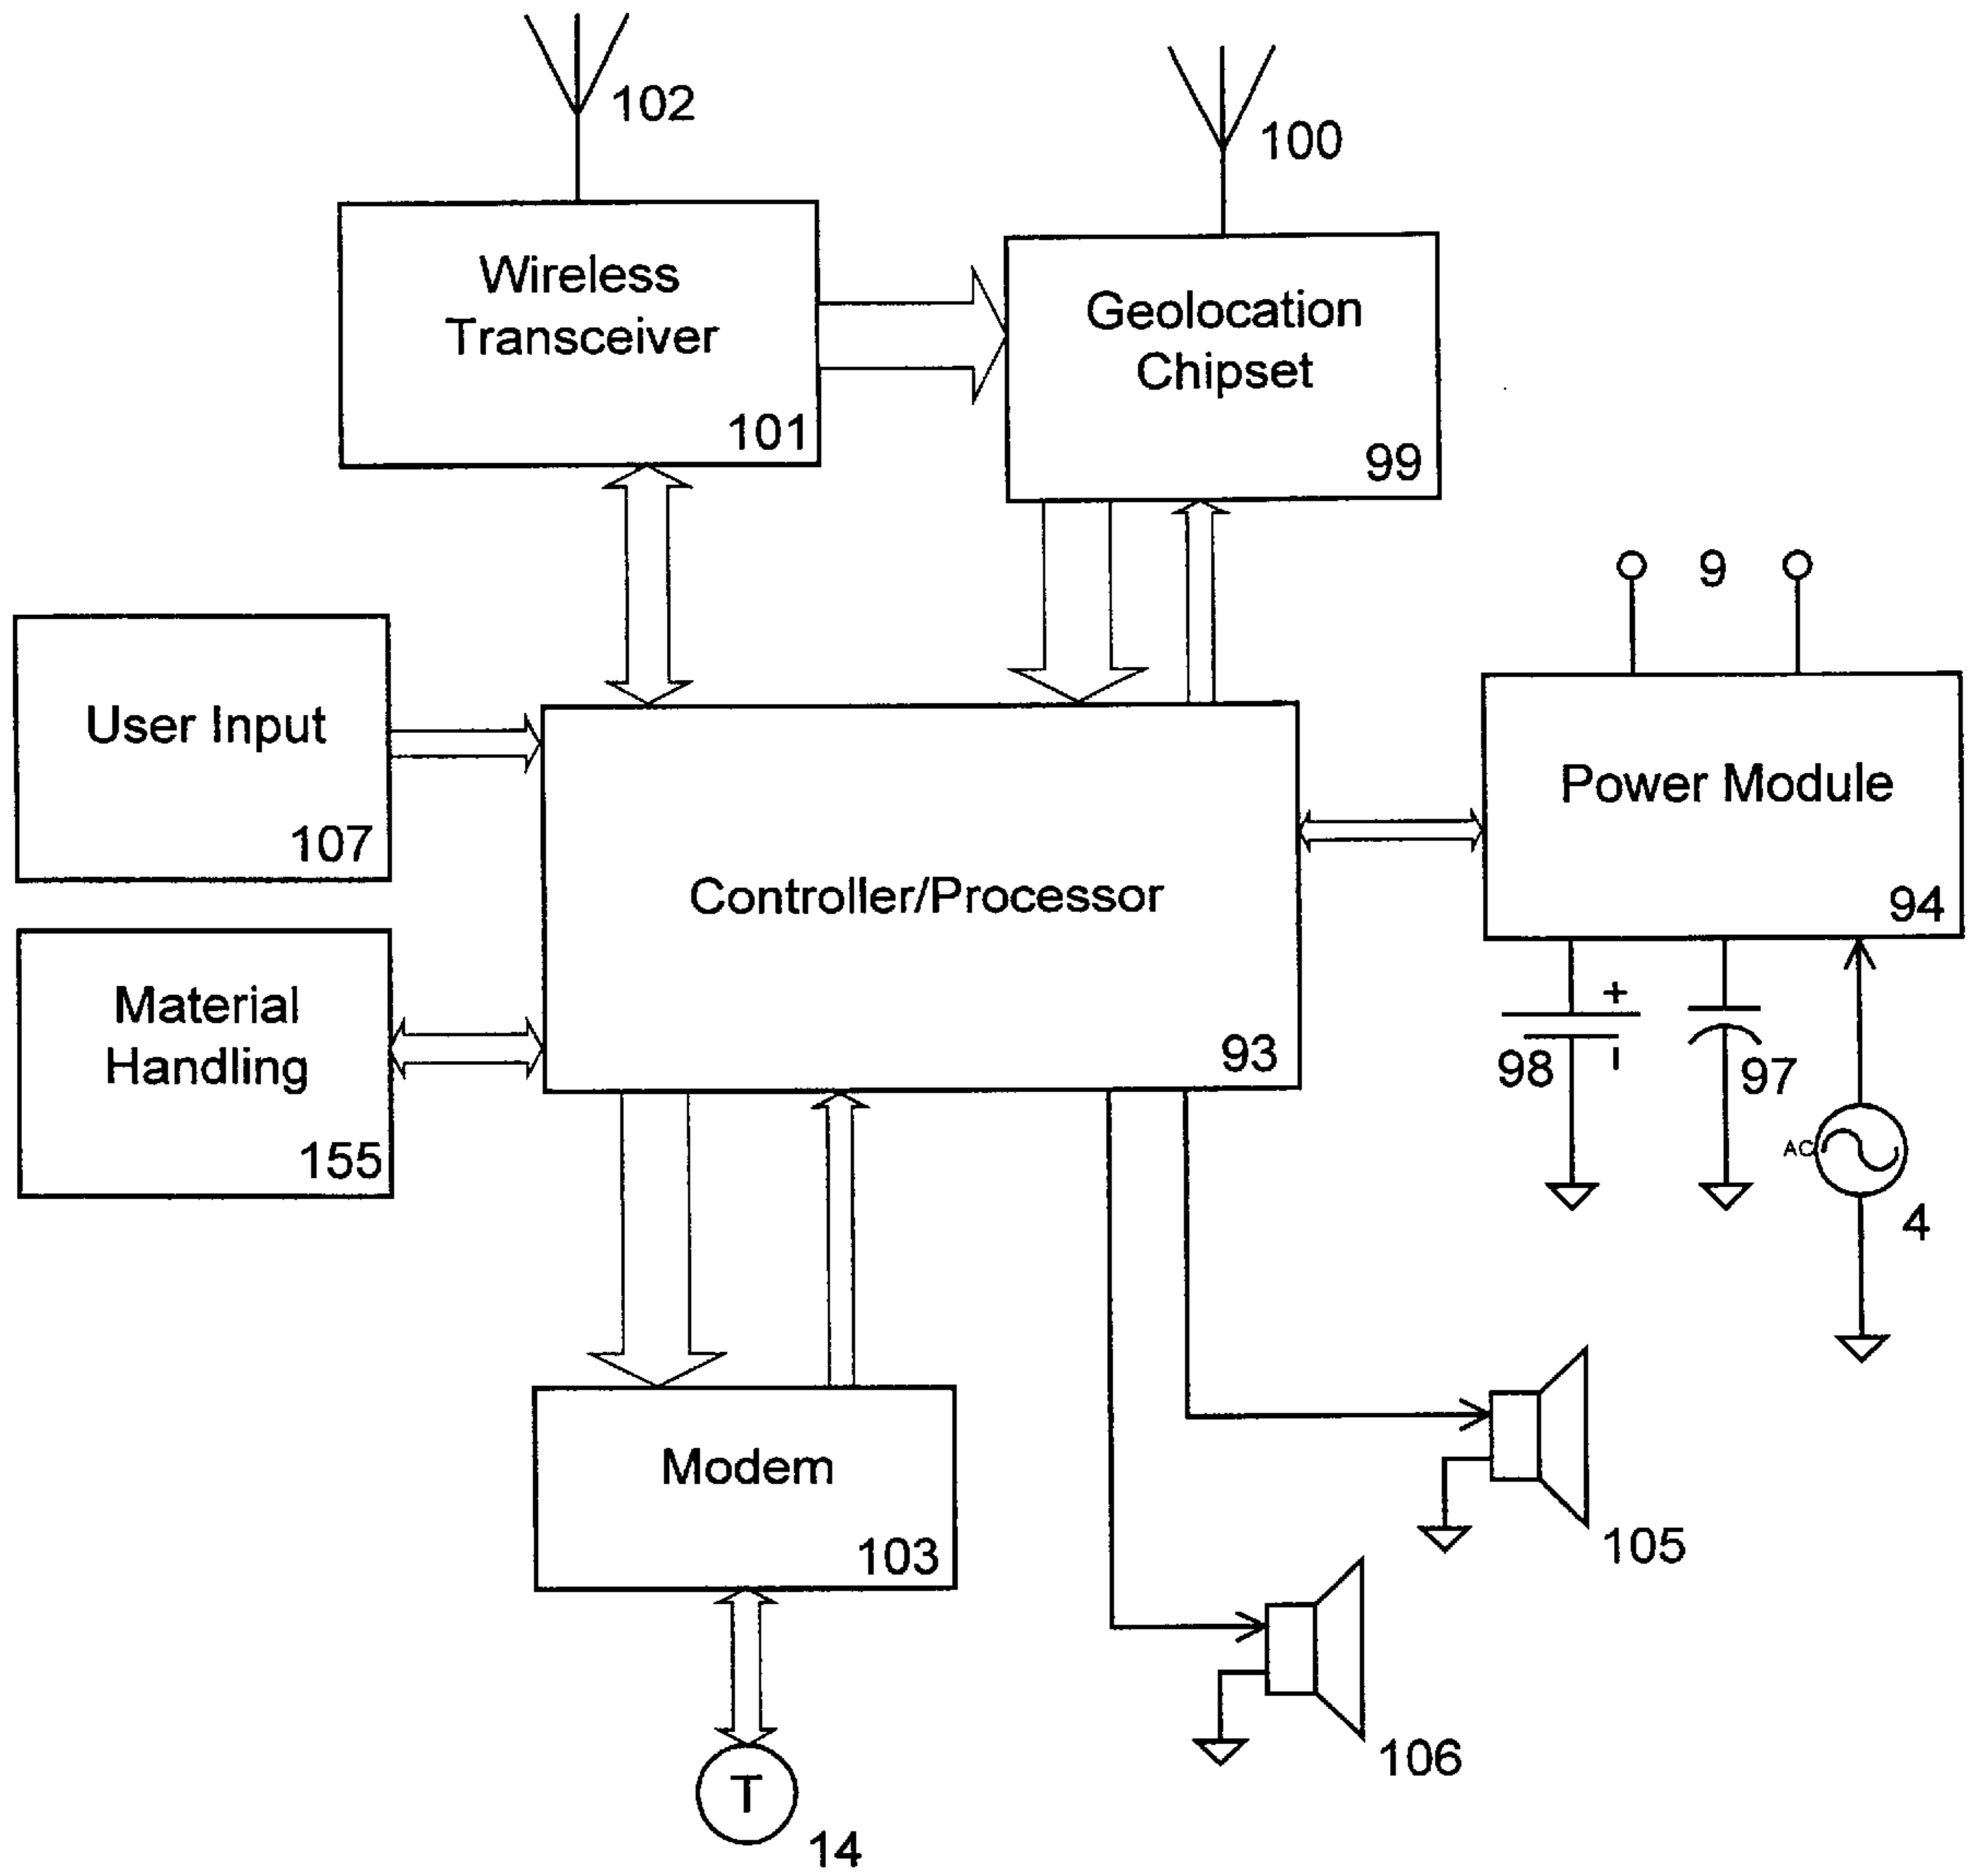 102
100
Wireless
Transceiver
101
Geolocation
Chipset
99
9
User Input
107
Power Module
94
Controller/Processor
93
Material
Handling
155
+
-
98
97
AC
4
Modem
103
105
106
T
14